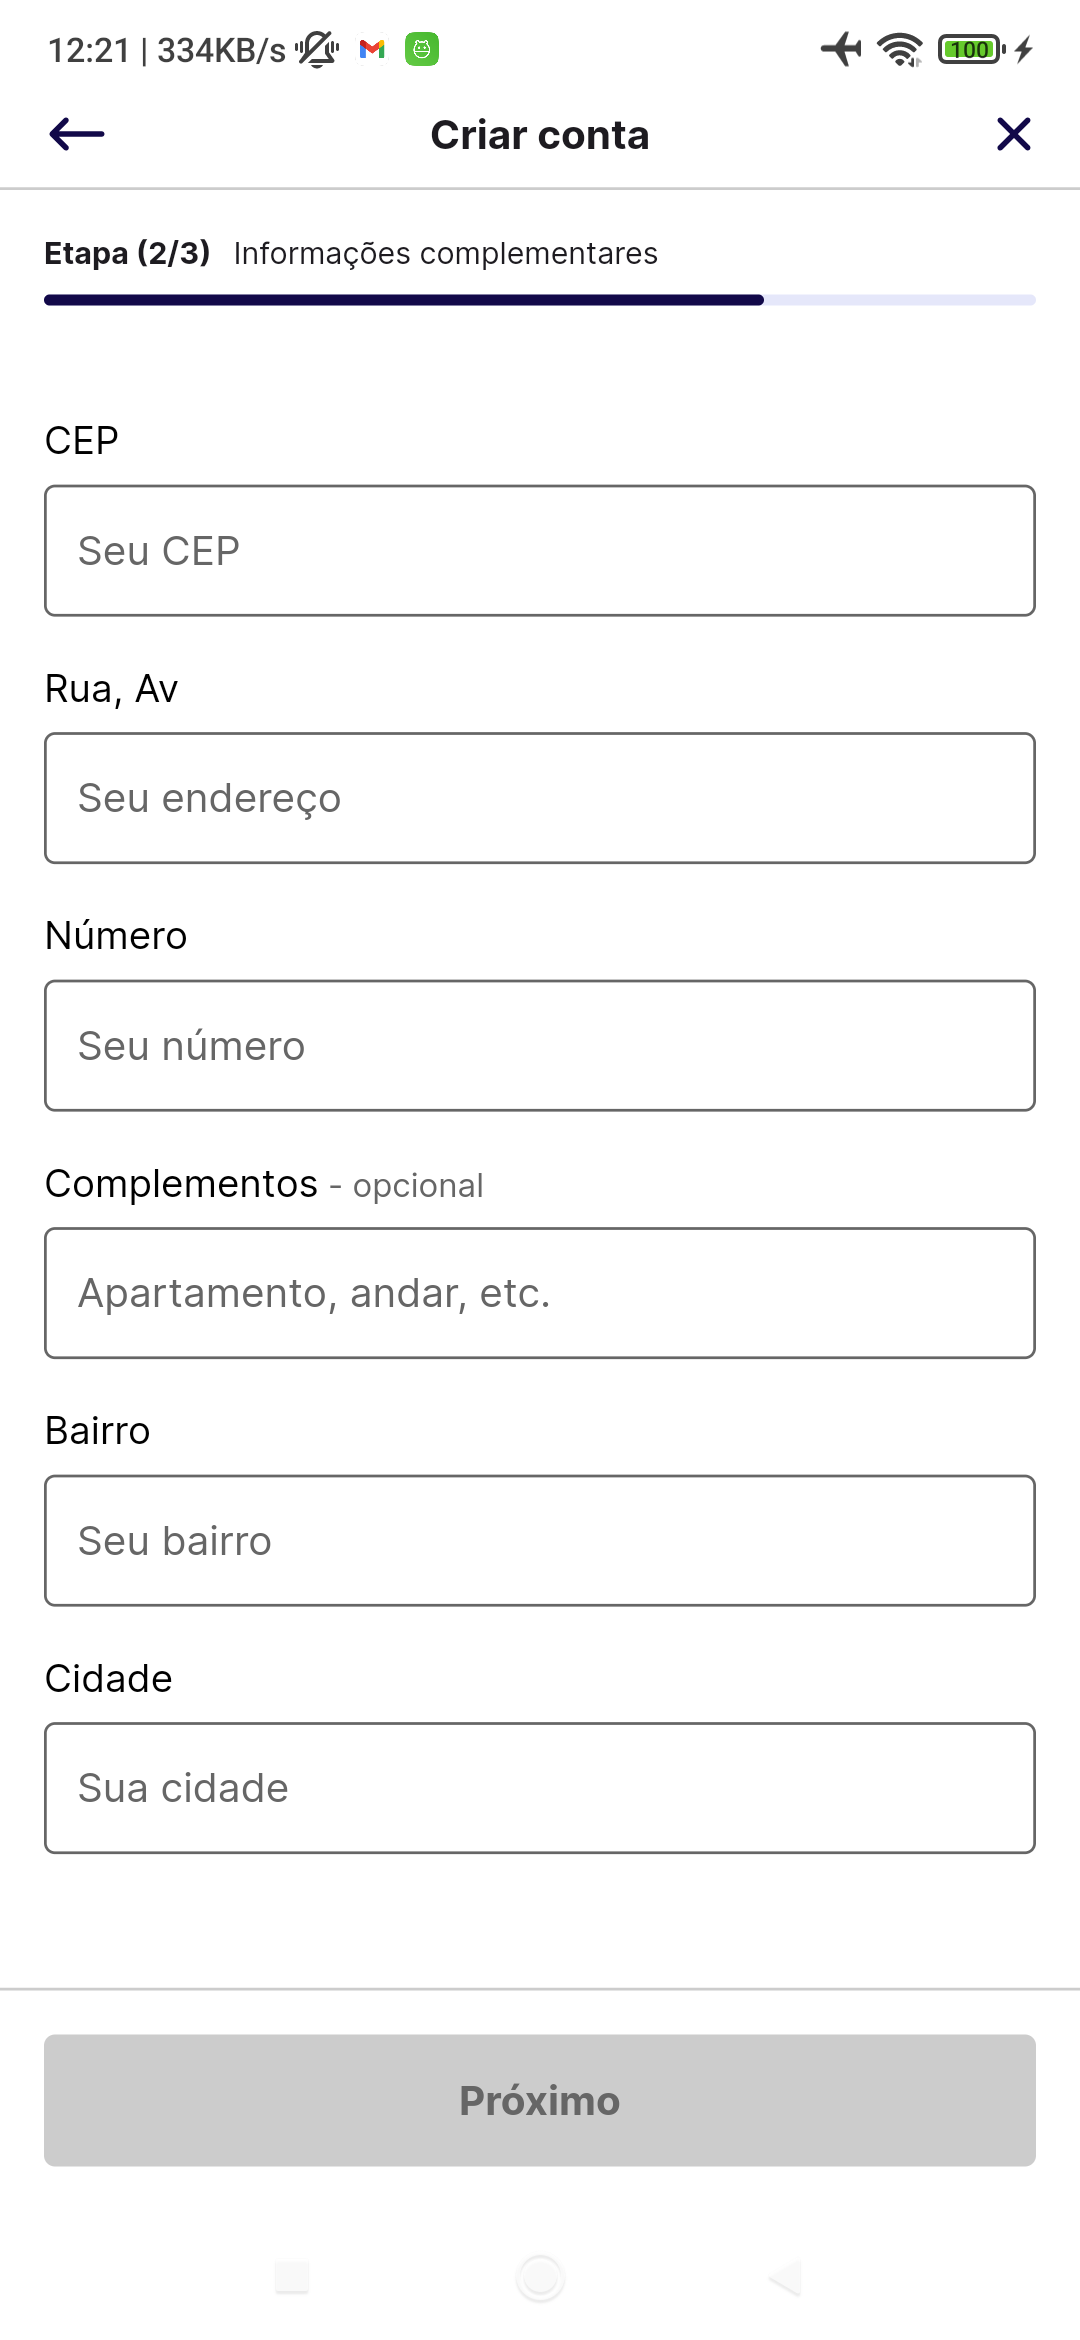 12:21 | 334KB/s
100
Criar conta
Etapa (2/3) Informações complementares
CEP
Seu CEP
Rua, Av
Seu endereço
Número
Seu número
Complementos - opcional
Apartamento, andar, etc.
Bairro
Seu bairro
Cidade
Sua cidade
Próximo